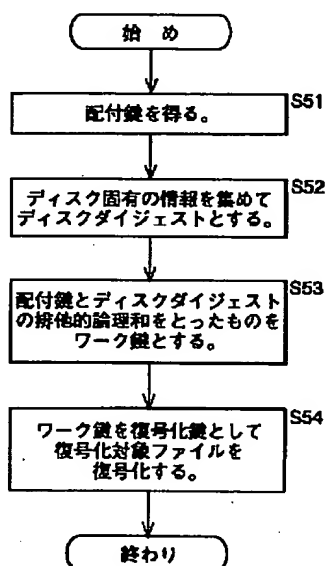 始 め
S51
配付鍵を得る。
S52
ディスク固有の情報を集めて
ディスクダイジェストとする。
S53
配付鍵とディスクダイジェスト
の排他的論理和をとったものを
ワーク鍵とする。
S54
ワーク鍵を復号化鍵として
復号化対象ファイルを
復号化する。
終わり